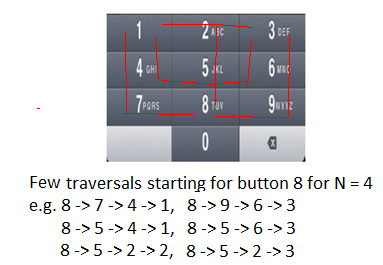 1 2 ABC 3 DEF
4 GHI 5 JKL 6 MNO
7 PQRS 8 TUV 9 WXYZ
0 X
Few traversals starting for button 8 for N = 4
e.g. 8 -> 7 -> 4 -> 1, 8 -> 9 -> 6 -> 3
8 -> 5 -> 4 -> 1, 8 -> 5 -> 6 -> 3
8 -> 5 -> 2 -> 2, 8 -> 5 -> 2 -> 3